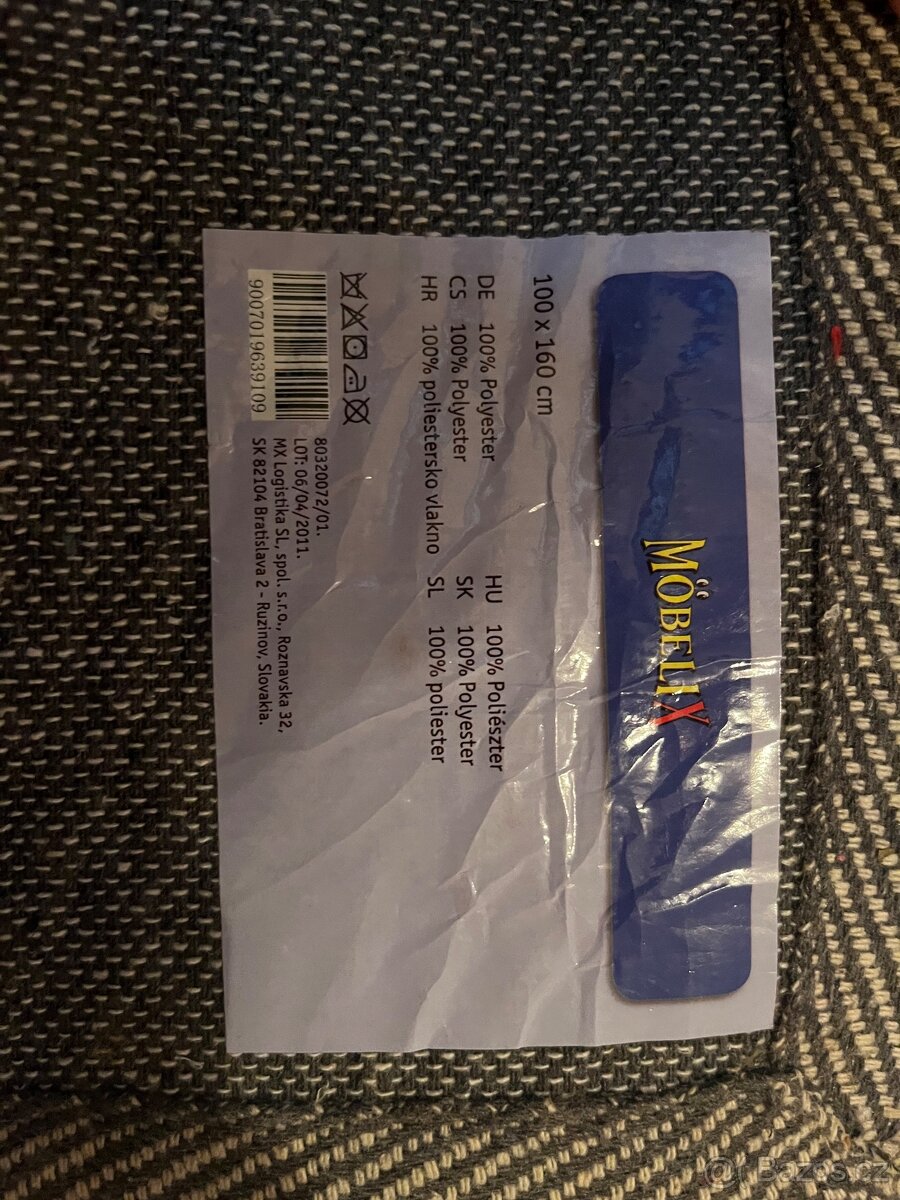 MÖBELIX
100 x 160 cm
DE 100% Polyester
CS 100% Polyester
HR 100% poliestersko vlakno
HU 100% Poliészter
SK 100% Polyester
SL 100% poliester
9007019639109
80320072/01.
LOT: 06/04/2011.
MX Logistika SL, spol. s.r.o., Roznavska 32,
SK 82104 Bratislava 2 - Ruzinov, Slovakia.
Bazos.cz